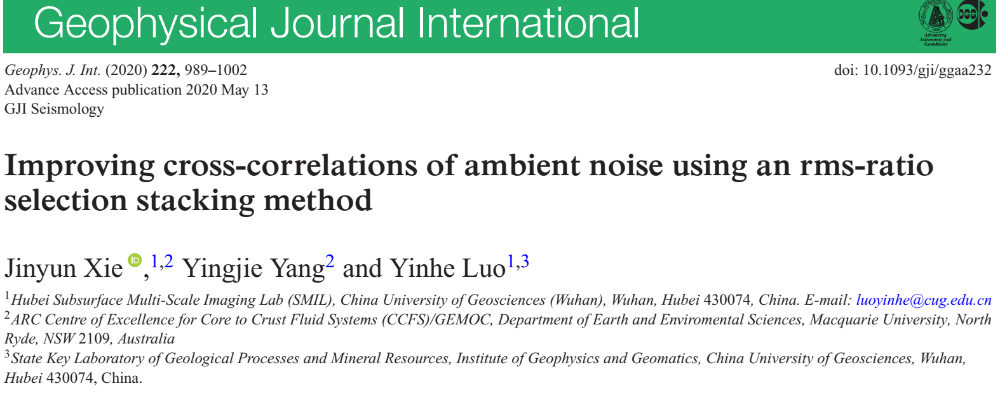 Geophysical Journal International
Advancing
Astronomy and
Geophysics
DGG
Geophys. J. Int. (2020) 222, 989–1002
doi: 10.1093/gji/ggaa232
Advance Access publication 2020 May 13
GJI Seismology
Improving cross-correlations of ambient noise using an rms-ratio
selection stacking method
Jinyun Xie iD,1,2 Yingjie Yang2 and Yinhe Luo1,3
1Hubei Subsurface Multi-Scale Imaging Lab (SMIL), China University of Geosciences (Wuhan), Wuhan, Hubei 430074, China. E-mail: luoyinhe@cug.edu.cn
2ARC Centre of Excellence for Core to Crust Fluid Systems (CCFS)/GEMOC, Department of Earth and Enviromental Sciences, Macquarie University, North
Ryde, NSW 2109, Australia
3State Key Laboratory of Geological Processes and Mineral Resources, Institute of Geophysics and Geomatics, China University of Geosciences, Wuhan,
Hubei 430074, China.